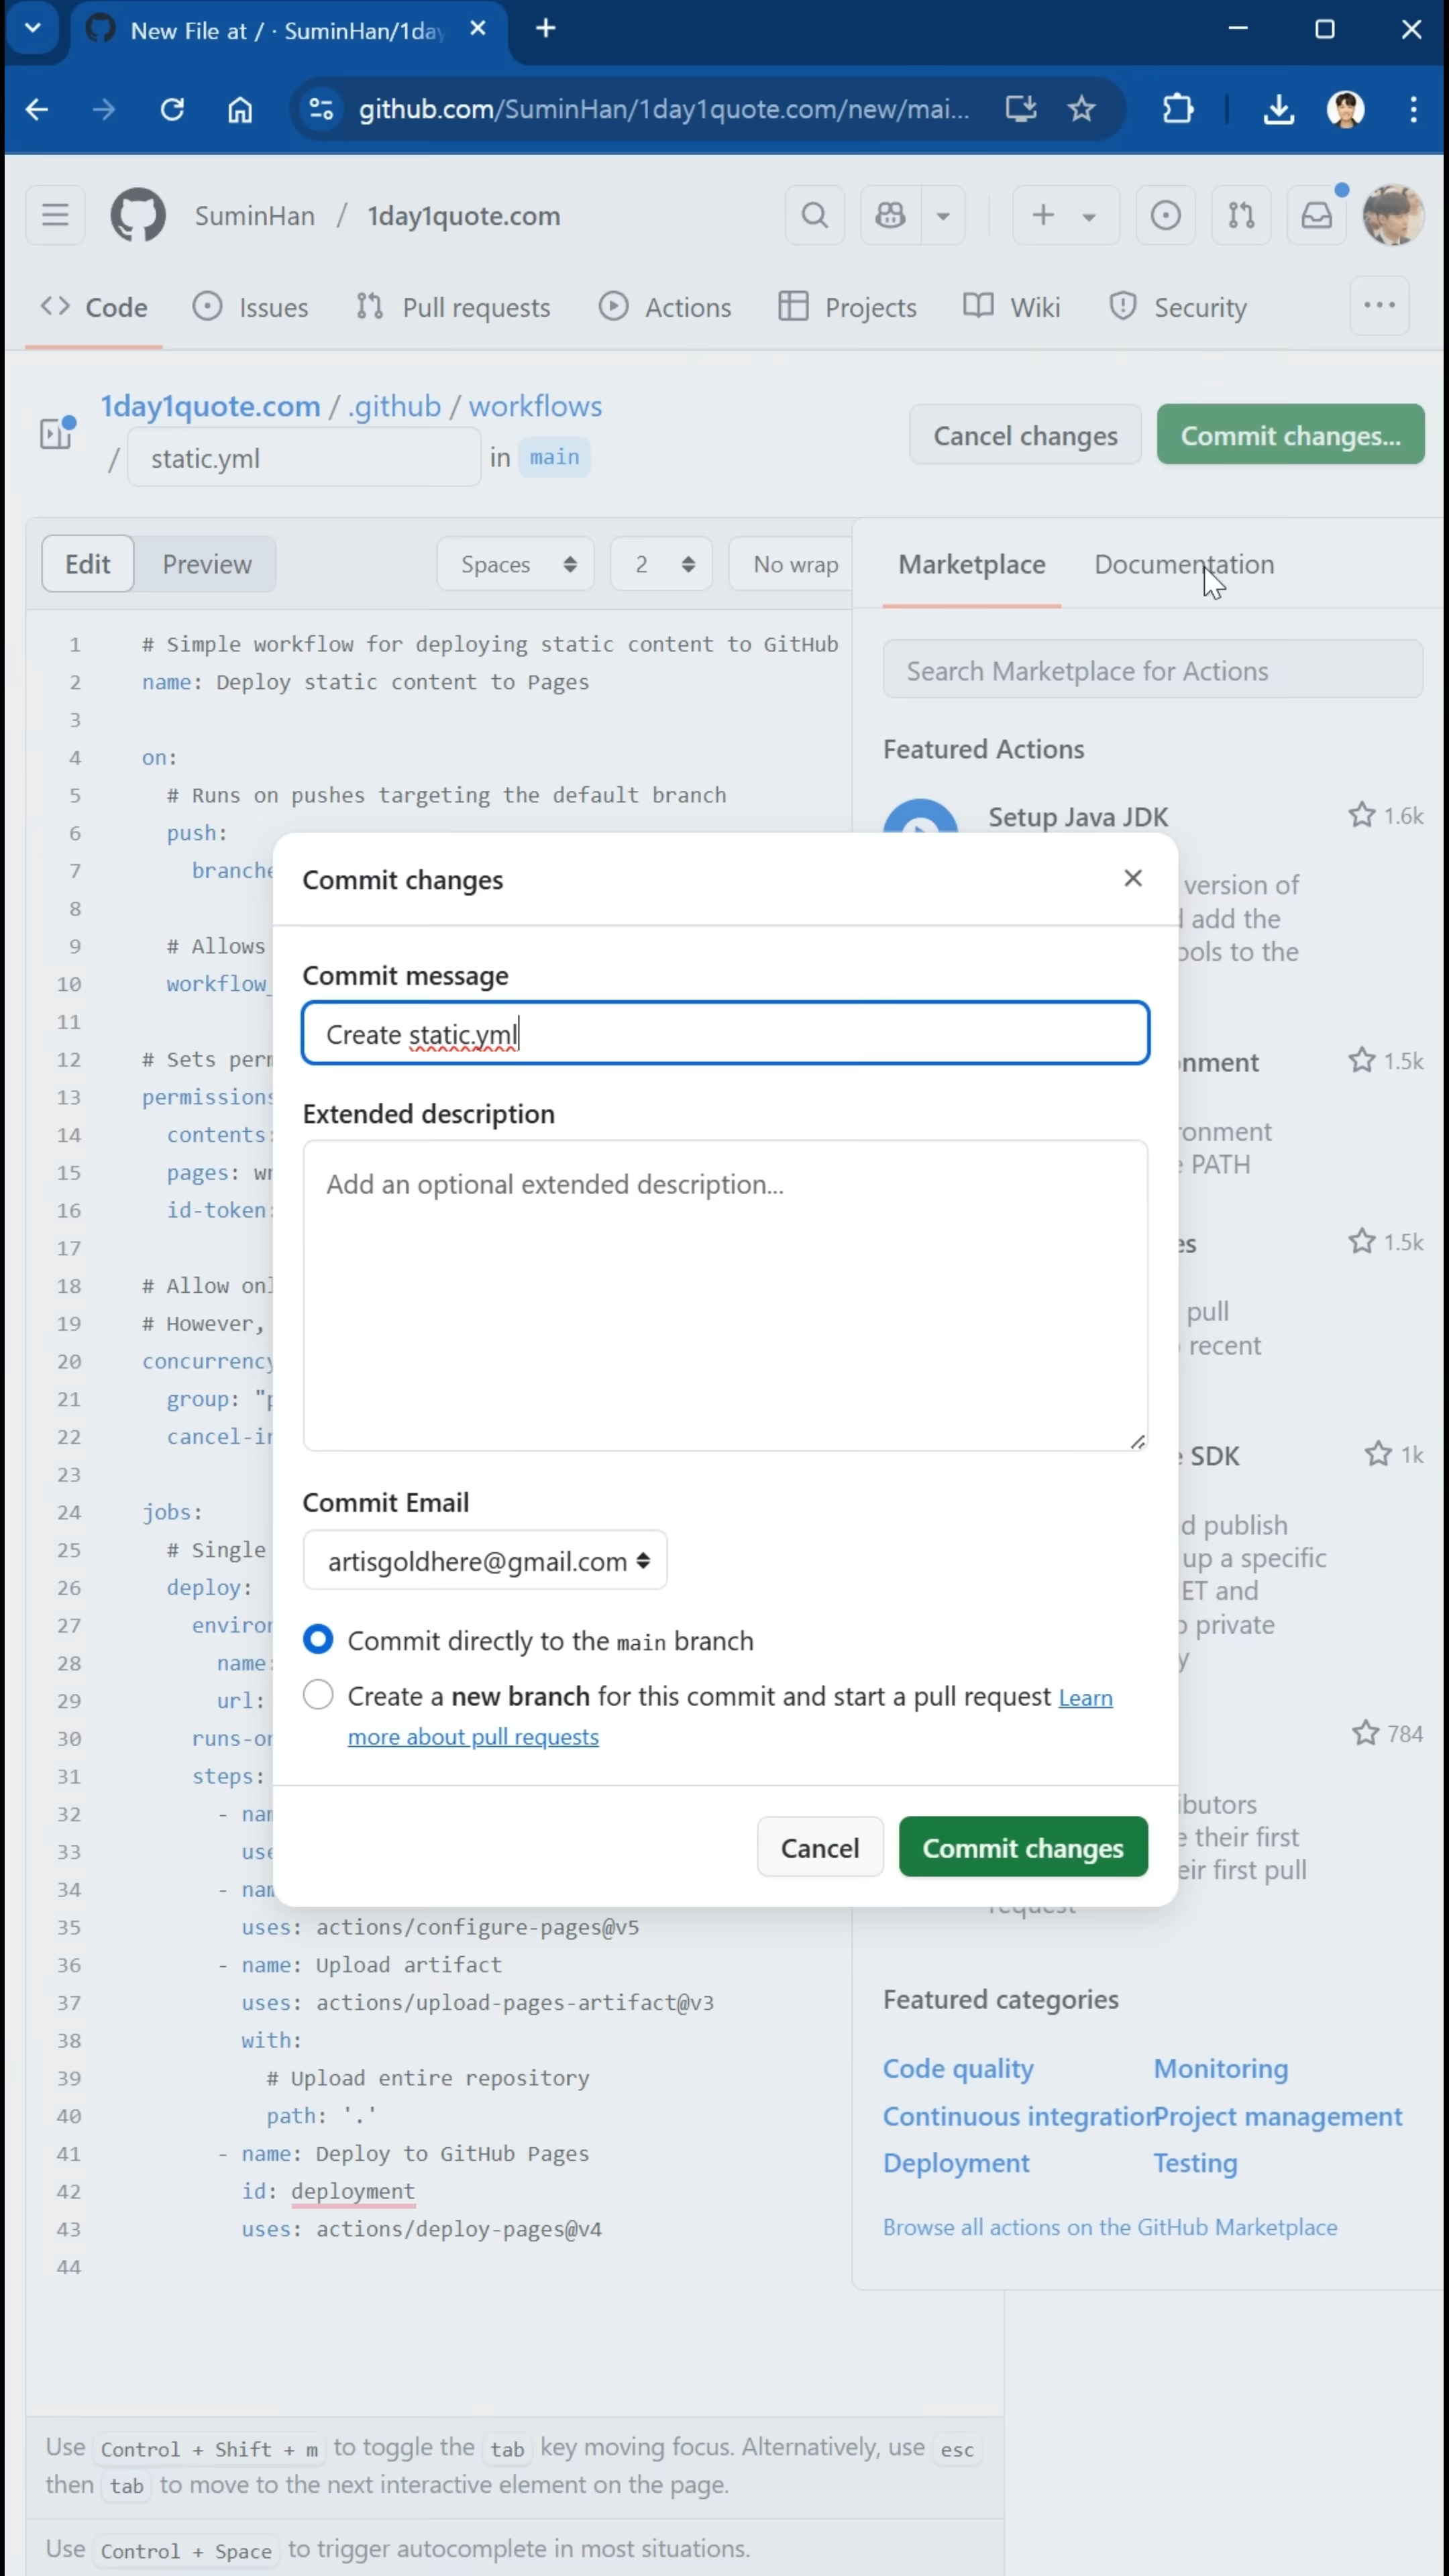 New File at / · SuminHan/1day
github.com/SuminHan/1day1quote.com/new/mai...
SuminHan / 1day1quote.com
Code
Issues
Pull requests
Actions
Projects
Wiki
Security
1day1quote.com / .github / workflows
/ static.yml in main
Cancel changes
Commit changes...
Edit
Preview
Spaces
2
No wrap
Marketplace
Documentation
Search Marketplace for Actions
Featured Actions
Setup Java JDK
1.6k
version of
add the
to the
1.5k
PATH
1.5k
pull
recent
SDK
1k
publish
up a specific
ET and
private
784
their first
first pull
1 # Simple workflow for deploying static content to GitHub
2 name: Deploy static content to Pages
3
4 on:
5 # Runs on pushes targeting the default branch
6 push:
7 branche
8
9 # Allows
10 workflow_
11
12 # Sets perm
13 permissions
14 contents:
15 pages: wr
16 id-token:
17
18 # Allow onl
19 # However,
20 concurrency
21 group: "p
22 cancel-in
23
24 jobs:
25 # Single
26 deploy:
27 environ
28 name:
29 url:
30 runs-on
31 steps:
32 - nam
33 use
34 - nam
35 uses: actions/configure-pages@v5
36 - name: Upload artifact
37 uses: actions/upload-pages-artifact@v3
38 with:
39 # Upload entire repository
40 path: '.'
41 - name: Deploy to GitHub Pages
42 id: deployment
43 uses: actions/deploy-pages@v4
44
Commit changes
Commit message
Create static.yml
Extended description
Add an optional extended description...
Commit Email
artisgoldhere@gmail.com
Commit directly to the main branch
Create a new branch for this commit and start a pull request Learn
more about pull requests
Cancel
Commit changes
Featured categories
Code quality
Monitoring
Continuous integration
Project management
Deployment
Testing
Browse all actions on the GitHub Marketplace
Use Control + Shift + m to toggle the tab key moving focus. Alternatively, use esc
then tab to move to the next interactive element on the page.
Use Control + Space to trigger autocomplete in most situations.